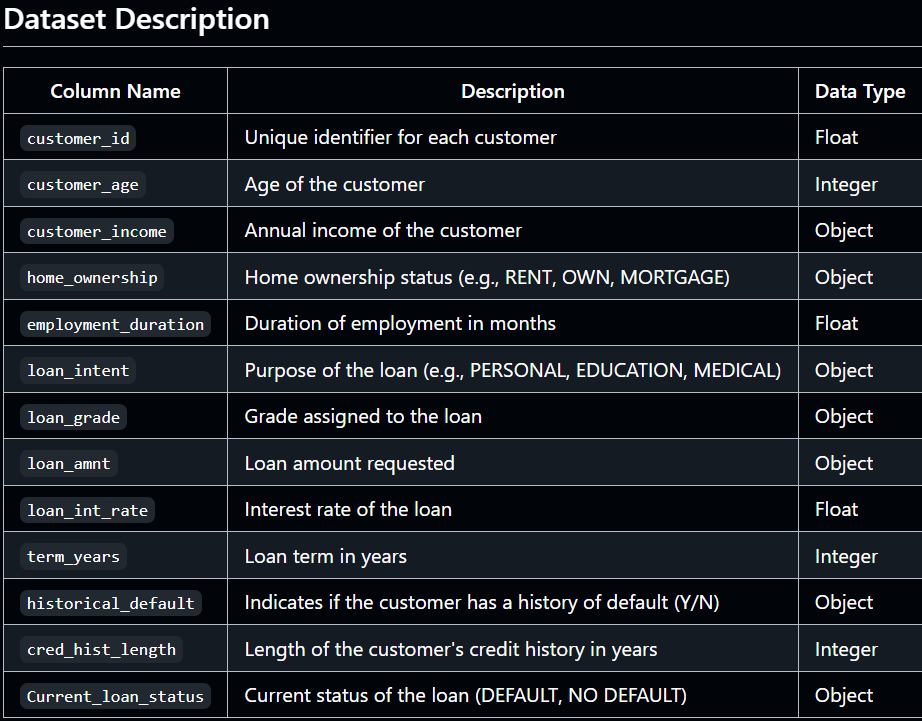 Dataset Description
Column Name Description Data Type
customer_id Unique identifier for each customer Float
customer_age Age of the customer Integer
customer_income Annual income of the customer Object
home_ownership Home ownership status (e.g., RENT, OWN, MORTGAGE) Object
employment_duration Duration of employment in months Float
loan_intent Purpose of the loan (e.g., PERSONAL, EDUCATION, MEDICAL) Object
loan_grade Grade assigned to the loan Object
loan_amnt Loan amount requested Object
loan_int_rate Interest rate of the loan Float
term_years Loan term in years Integer
historical_default Indicates if the customer has a history of default (Y/N) Object
cred_hist_length Length of the customer's credit history in years Integer
Current_loan_status Current status of the loan (DEFAULT, NO DEFAULT) Object